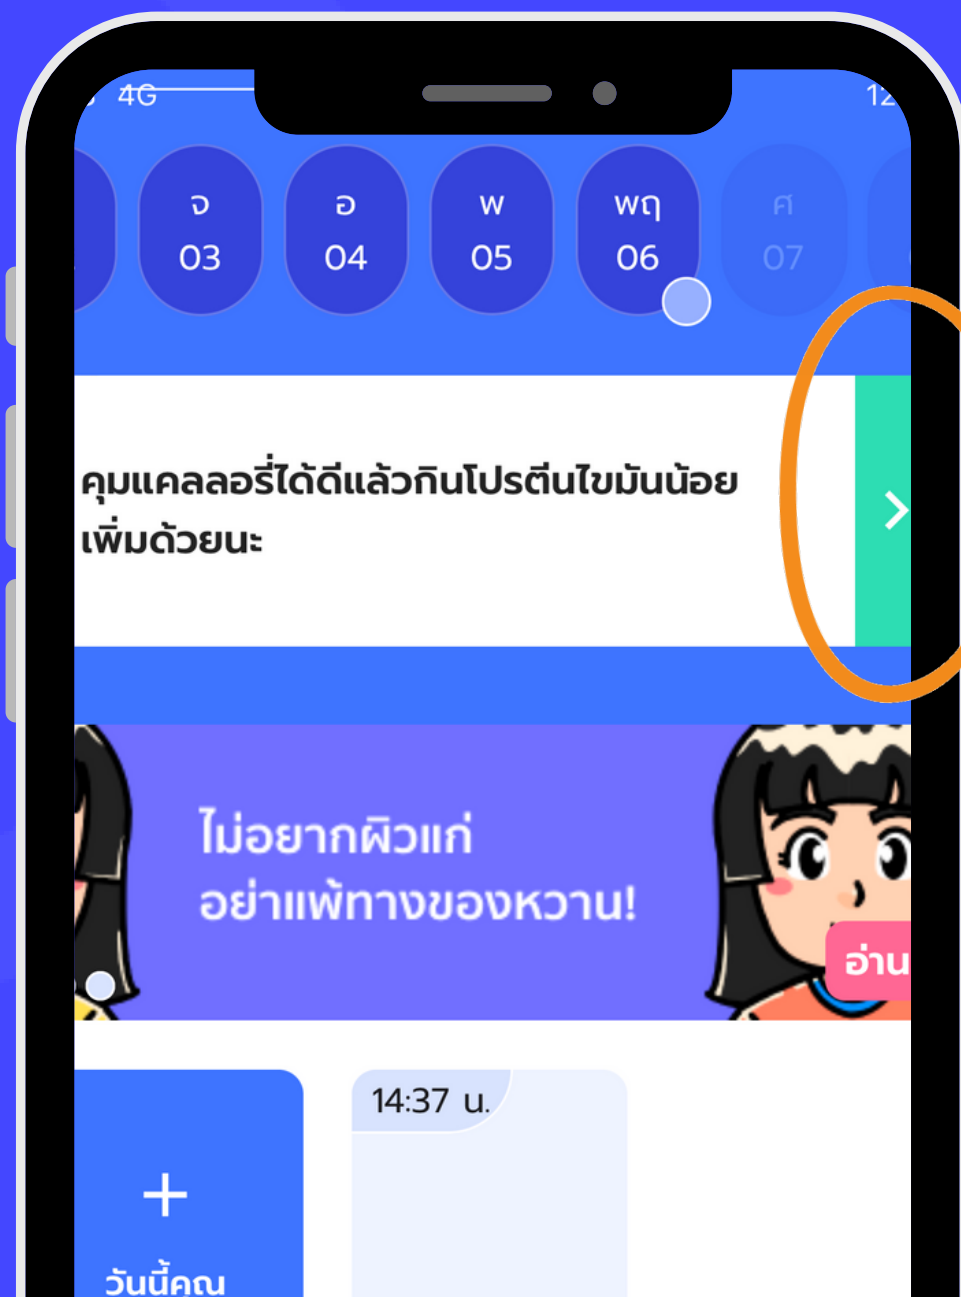 4G
12
จ
อ
พ
พฤ
ศ
03
04
05
06
07
คุมแคลลอรี่ได้ดีแล้วกินโปรตีนไขมันน้อย
เพิ่มด้วยนะ
ไม่อยากผิวแก่
อย่าแพ้ทางของหวาน!
อ่าน
14:37 น.
+
วันนี้คุณ